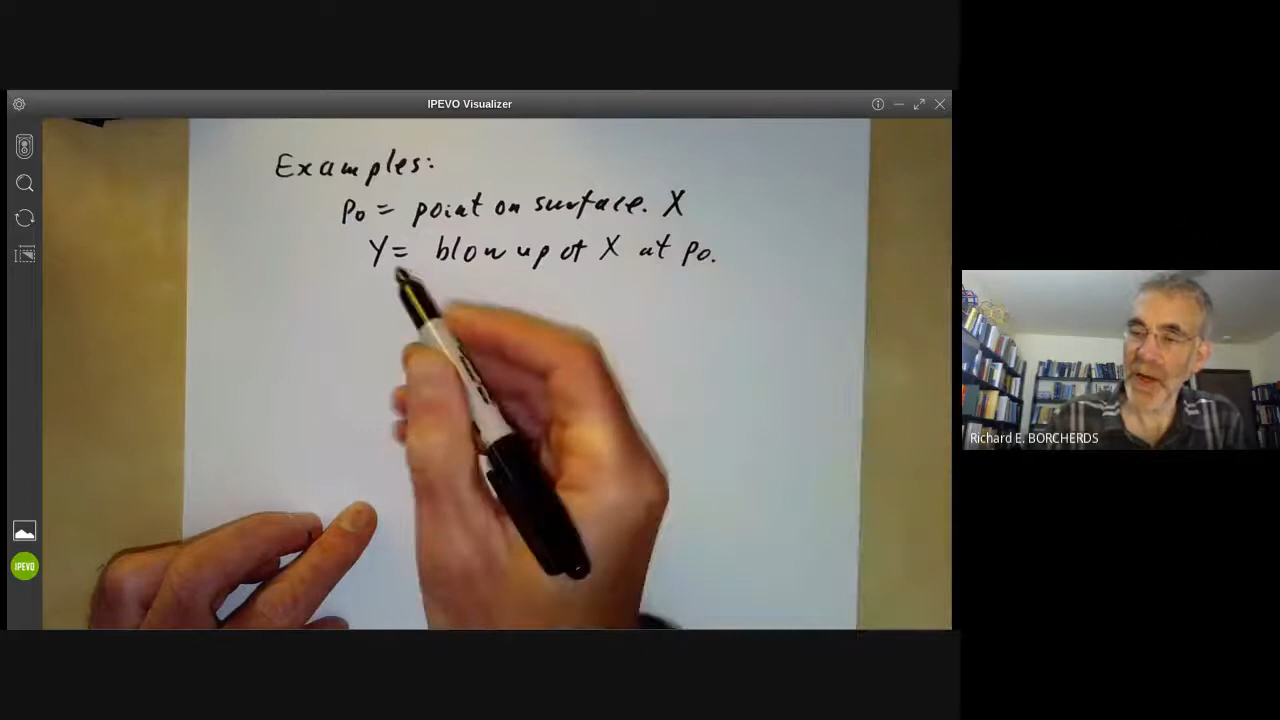 IPEVO Visualizer
Examples:
p₀ = point on surface. X
Y = blow up of X at p₀.
Richard E. BORCHERDS
IPEVO